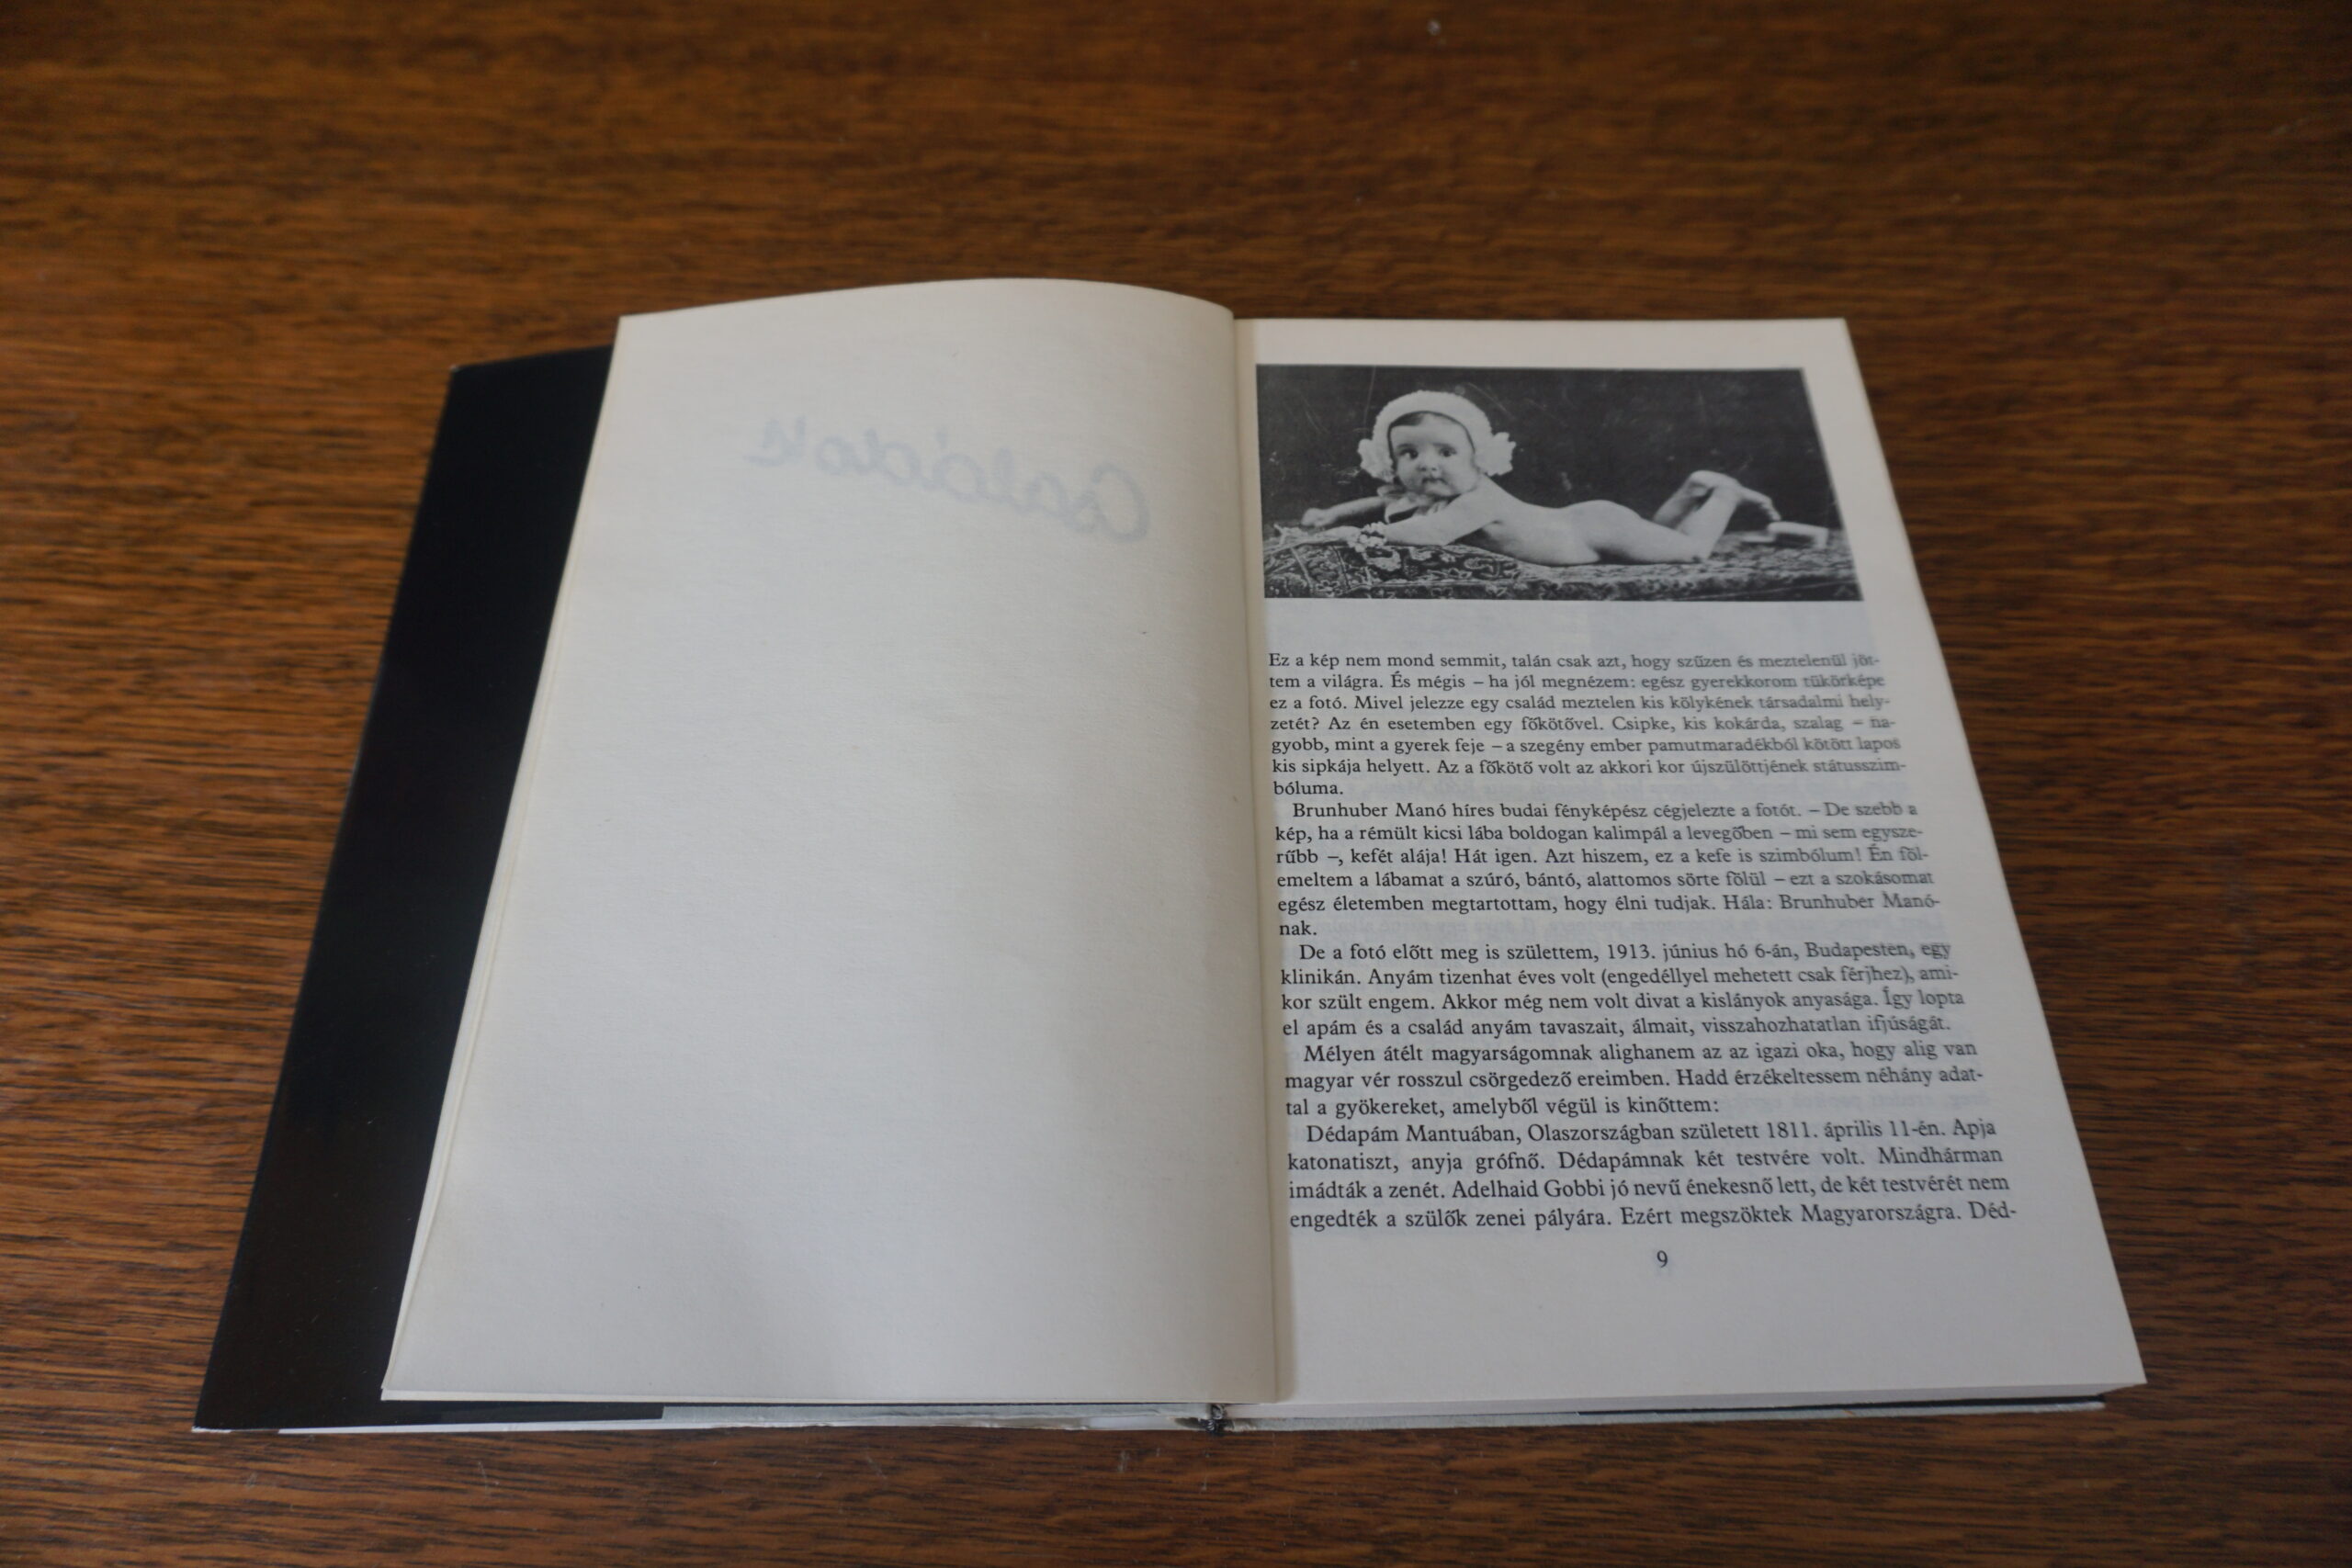 Családok
Ez a kép nem mond semmit, talán csak azt, hogy szűzen és meztelenül jöt-
tem a világra. És mégis – ha jól megnézem: egész gyerekkorom tükörképe
ez a fotó. Mivel jelezze egy család meztelen kis kölykének társadalmi hely-
zetét? Az én esetemben egy főkötővel. Csipke, kis kokárda, szalag – na-
gyobb, mint a gyerek feje – a szegény ember pamutmaradékból kötött lapos
kis sipkája helyett. Az a főkötő volt az akkori kor újszülöttjének státusszim-
bóluma.
Brunhuber Manó híres budai fényképész cégjelezte a fotót. – De szebb a
kép, ha a rémült kicsi lába boldogan kalimpál a levegőben – mi sem egysze-
rűbb –, kefét alája! Hát igen. Azt hiszem, ez a kefe is szimbólum! Én föl-
emeltem a lábamat a szúró, bántó, alattomos sörte fölül – ezt a szokásomat
egész életemben megtartottam, hogy élni tudjak. Hála: Brunhuber Manó-
nak.
De a fotó előtt meg is születtem, 1913. június hó 6-án, Budapesten, egy
klinikán. Anyám tizenhat éves volt (engedéllyel mehetett csak férjhez), ami-
kor szült engem. Akkor még nem volt divat a kislányok anyasága. Így lopta
el apám és a család anyám tavaszait, álmait, visszahozhatatlan ifjúságát.
Mélyen átélt magyarságomnak alighanem az az igazi oka, hogy alig van
magyar vér rosszul csörgedező ereimben. Hadd érzékeltessem néhány adat-
tal a gyökereket, amelyből végül is kinőttem:
Dédapám Mantuában, Olaszországban született 1811. április 11-én. Apja
katonatiszt, anyja grófnő. Dédapámnak két testvére volt. Mindhárman
imádták a zenét. Adelhaid Gobbi jó nevű énekesnő lett, de két testvérét nem
engedték a szülők zenei pályára. Ezért megszöktek Magyarországra. Déd-
9